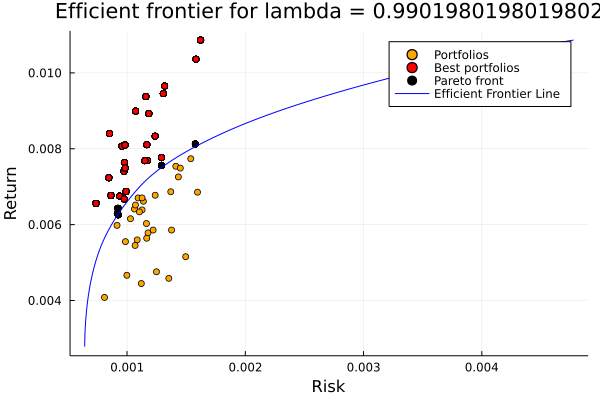 Efficient frontier for lambda = 0.9901980198019802
Portfolios
Best portfolios
Pareto front
Efficient Frontier Line
Return
0.010
0.008
0.006
0.004
0.001
0.002
0.003
0.004
Risk